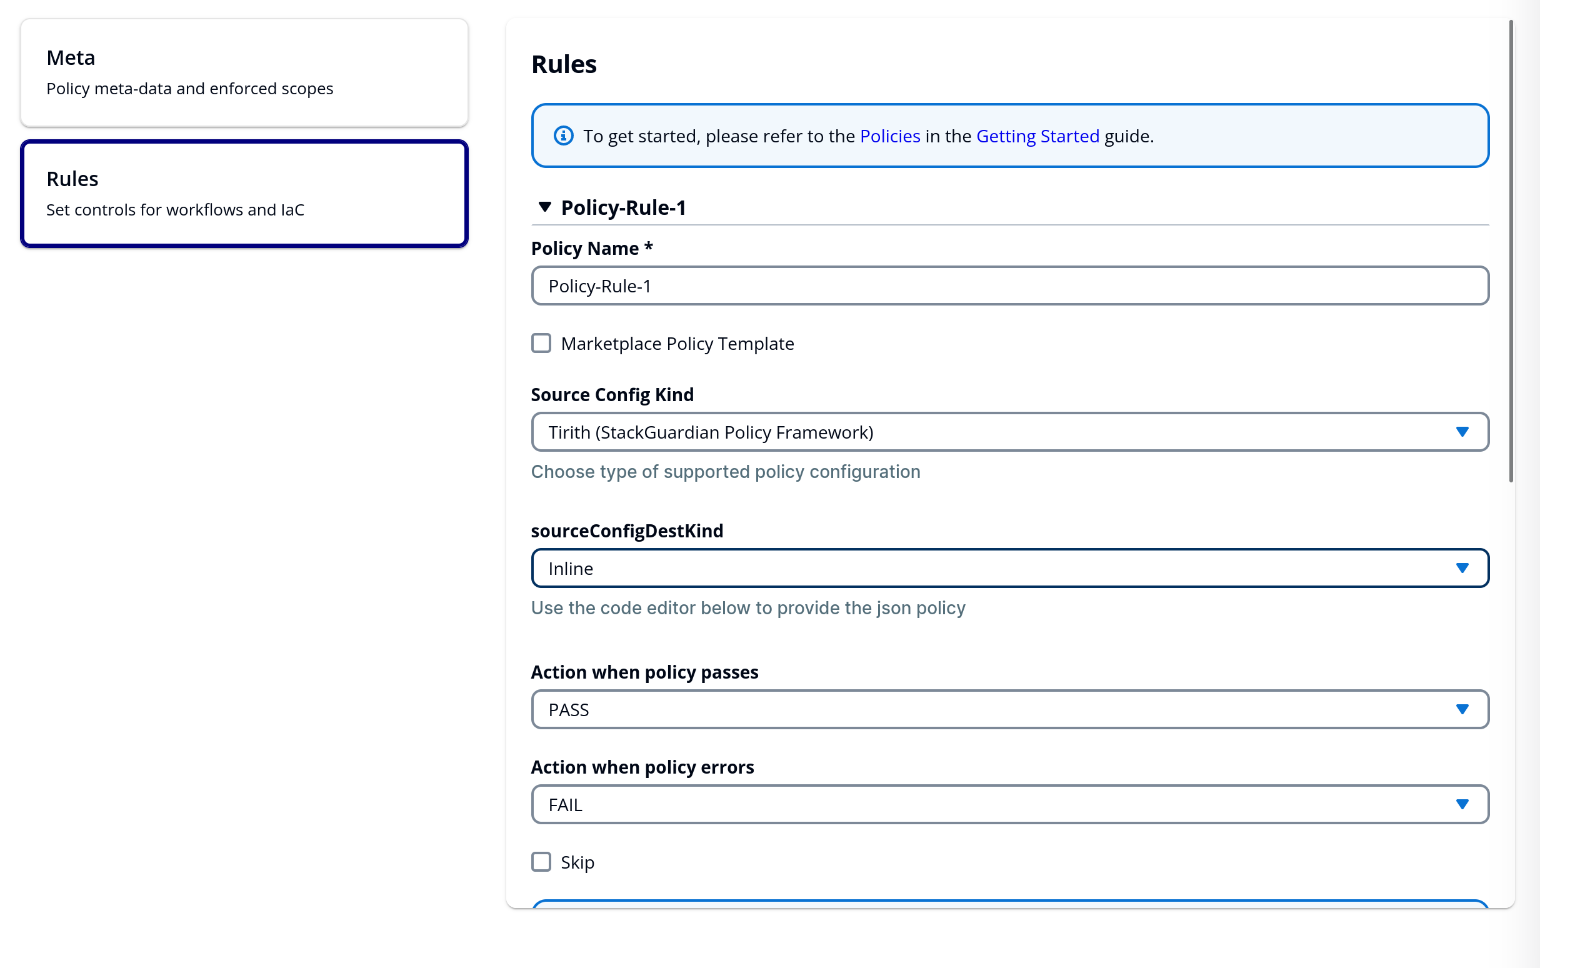 Meta
Policy meta-data and enforced scopes
Rules
Set controls for workflows and IaC
Rules
To get started, please refer to the Policies in the Getting Started guide.
Policy-Rule-1
Policy Name *
Policy-Rule-1
Marketplace Policy Template
Source Config Kind
Tirith (StackGuardian Policy Framework)
Choose type of supported policy configuration
sourceConfigDestKind
Inline
Use the code editor below to provide the json policy
Action when policy passes
PASS
Action when policy errors
FAIL
Skip